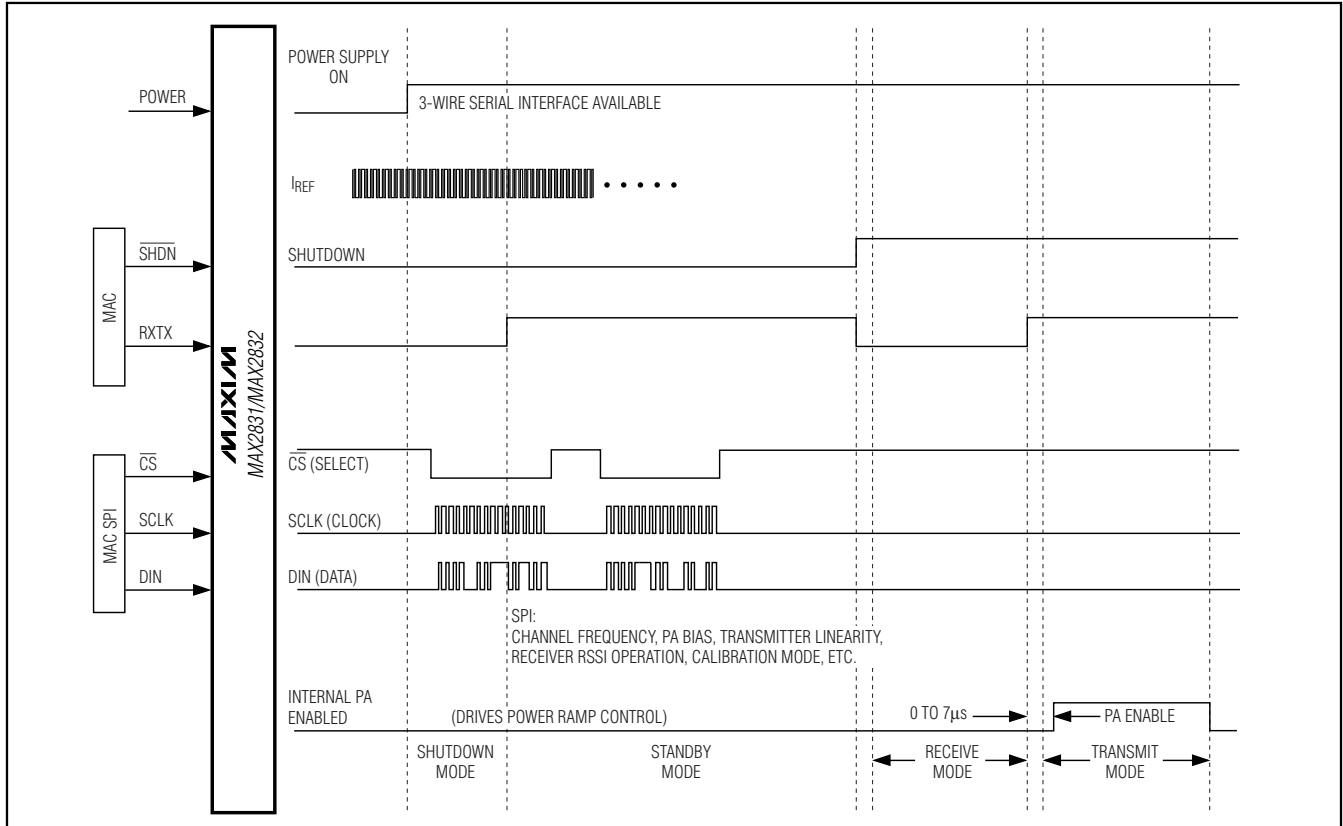 POWER SUPPLY
ON
POWER
3-WIRE SERIAL INTERFACE AVAILABLE
IREF
MAC
SHDN
SHUTDOWN
RXTX
MAXIM
MAX2831/MAX2832
MAC SPI
CS
CS (SELECT)
SCLK
SCLK (CLOCK)
DIN
DIN (DATA)
SPI:
CHANNEL FREQUENCY, PA BIAS, TRANSMITTER LINEARITY,
RECEIVER RSSI OPERATION, CALIBRATION MODE, ETC.
INTERNAL PA
ENABLED
(DRIVES POWER RAMP CONTROL)
0 TO 7μs
PA ENABLE
SHUTDOWN
MODE
STANDBY
MODE
RECEIVE
MODE
TRANSMIT
MODE